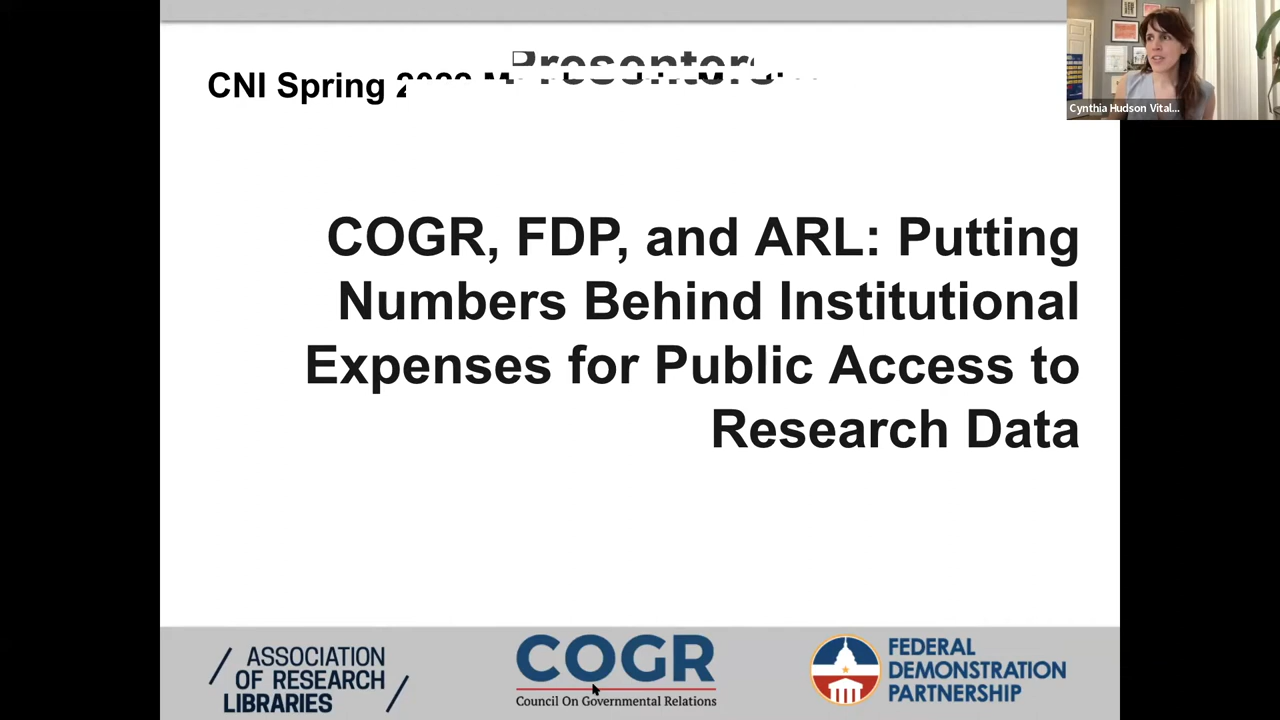 Presenters
CNI Spring
COGR, FDP, and ARL: Putting
Numbers Behind Institutional
Expenses for Public Access to
Research Data
Cynthia Hudson Vital...
ASSOCIATION
OF RESEARCH
LIBRARIES
COGR
Council On Governmental Relations
FEDERAL
DEMONSTRATION
PARTNERSHIP